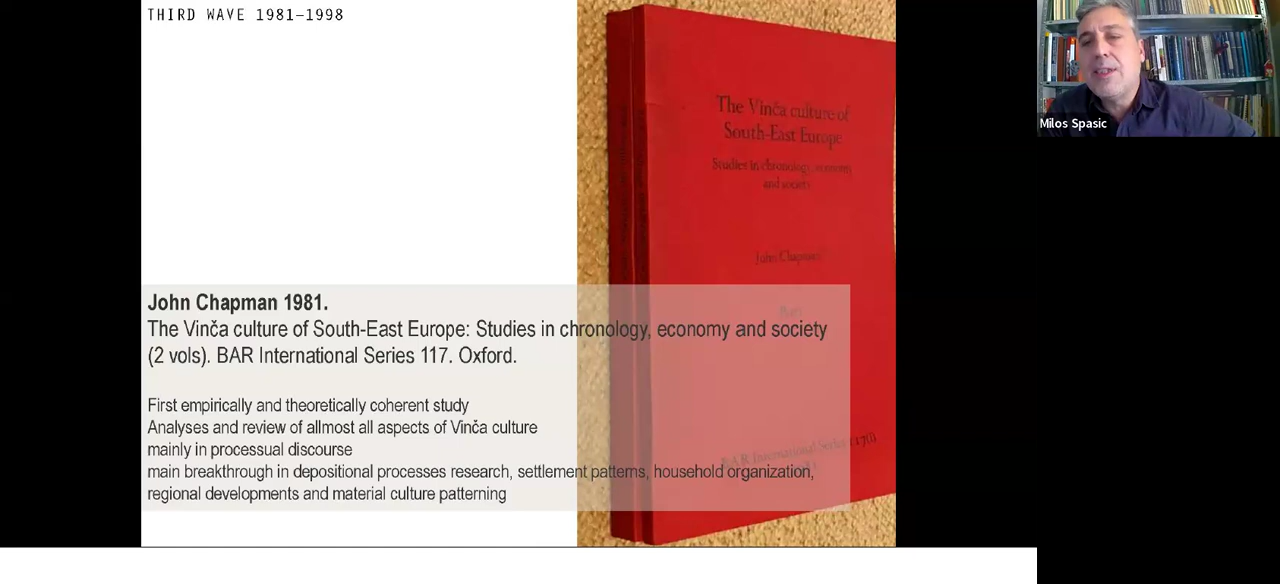 THIRD WAVE 1981–1998
The Vinča culture of
South-East Europe
Studies in chronology, economy
and society
John Chapman
Milos Spasic
John Chapman 1981.
The Vinča culture of South-East Europe: Studies in chronology, economy and society
(2 vols). BAR International Series 117. Oxford.
First empirically and theoretically coherent study
Analyses and review of allmost all aspects of Vinča culture
mainly in processual discourse
main breakthrough in depositional processes research, settlement patterns, household organization,
regional developments and material culture patterning
BAR International Series 117(i)